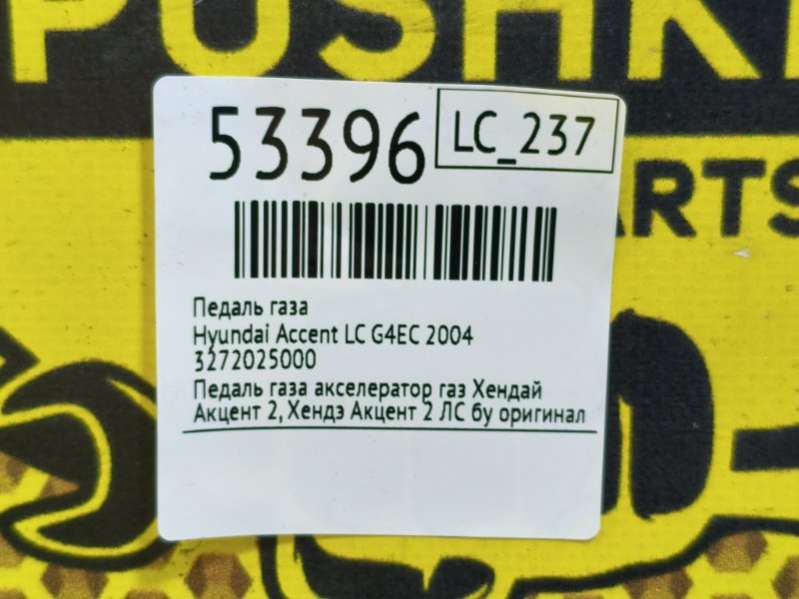 PUSHK
ARTS
53396
LC_237
Педаль газа
Hyundai Accent LC G4EC 2004
3272025000
Педаль газа акселератор газ Хендай
Акцент 2, Хендэ Акцент 2 ЛС бу оригинал